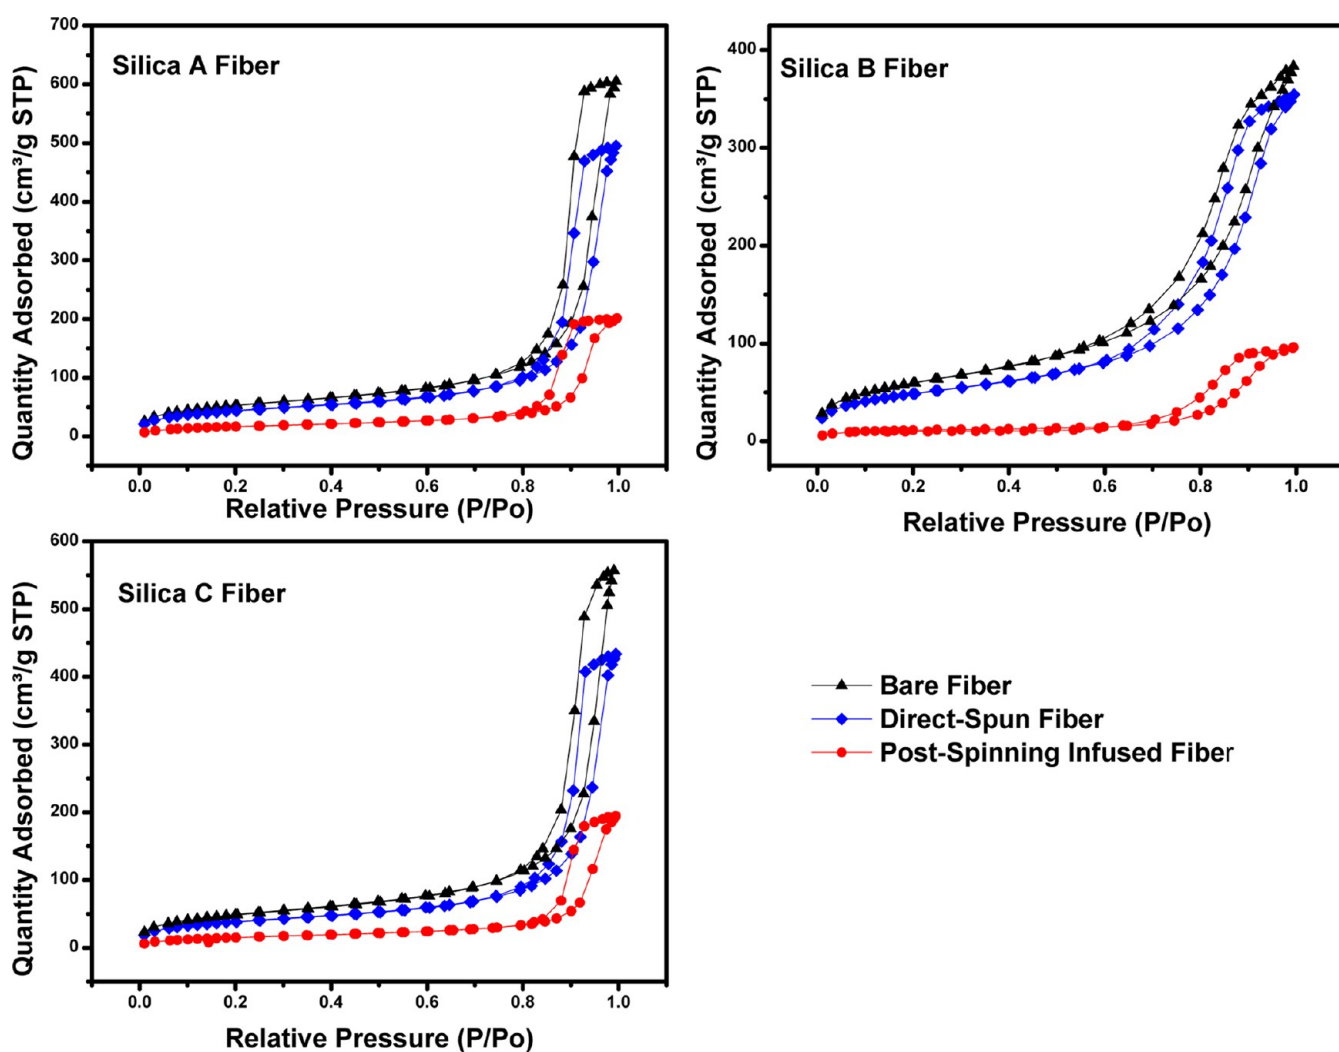 Silica A Fiber
Quantity Adsorbed (cm³/g STP)
700
600
500
400
300
200
100
0
0.0 0.2 0.4 0.6 0.8 1.0
Relative Pressure (P/Po)
Silica B Fiber
Quantity Adsorbed (cm³/g STP)
400
300
200
100
0
0.0 0.2 0.4 0.6 0.8 1.0
Relative Pressure (P/Po)
Silica C Fiber
Quantity Adsorbed (cm³/g STP)
600
500
400
300
200
100
0
0.0 0.2 0.4 0.6 0.8 1.0
Relative Pressure (P/Po)
Bare Fiber
Direct-Spun Fiber
Post-Spinning Infused Fiber